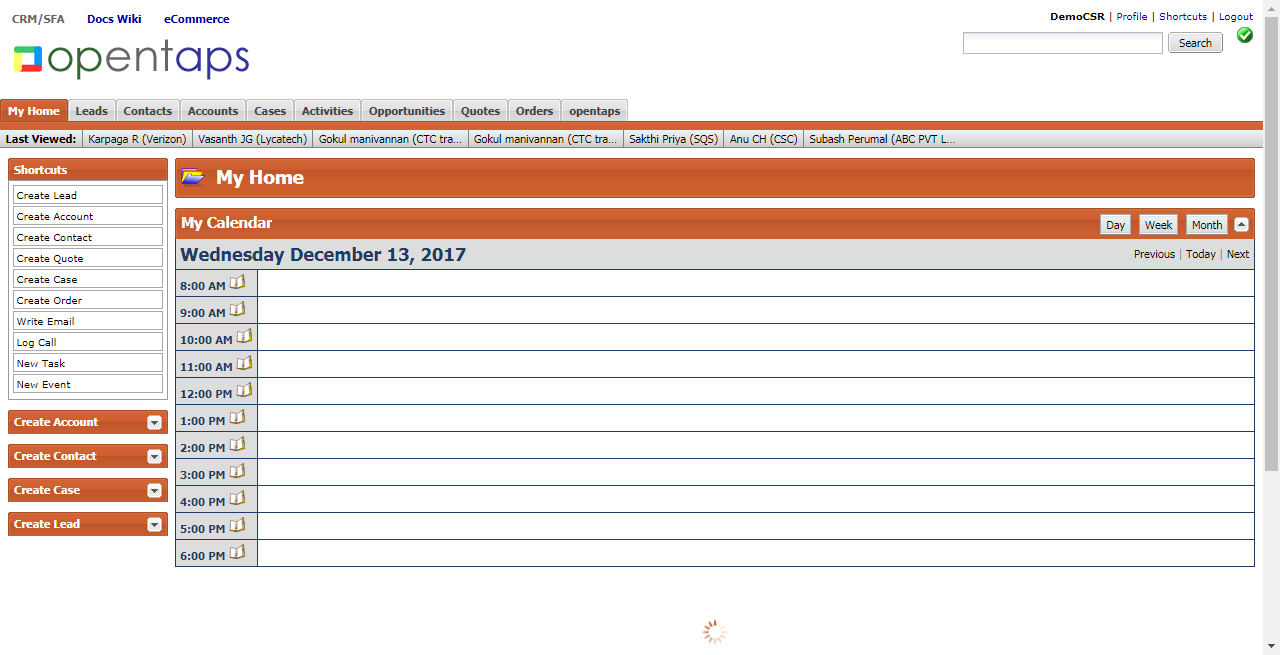 CRM/SFA Docs Wiki eCommerce
DemoCSR | Profile | Shortcuts | Logout
opentaps
Search
My Home Leads Contacts Accounts Cases Activities Opportunities Quotes Orders opentaps
Last Viewed: Karpaga R (Verizon) Vasanth JG (Lycatech) Gokul manivannan (CTC tra... Gokul manivannan (CTC tra... Sakthi Priya (SQS) Anu CH (CSC) Subash Perumal (ABC PVT L...
Shortcuts
Create Lead
Create Account
Create Contact
Create Quote
Create Case
Create Order
Write Email
Log Call
New Task
New Event
Create Account
Create Contact
Create Case
Create Lead
My Home
My Calendar
Day Week Month
Wednesday December 13, 2017
Previous | Today | Next
8:00 AM
9:00 AM
10:00 AM
11:00 AM
12:00 PM
1:00 PM
2:00 PM
3:00 PM
4:00 PM
5:00 PM
6:00 PM